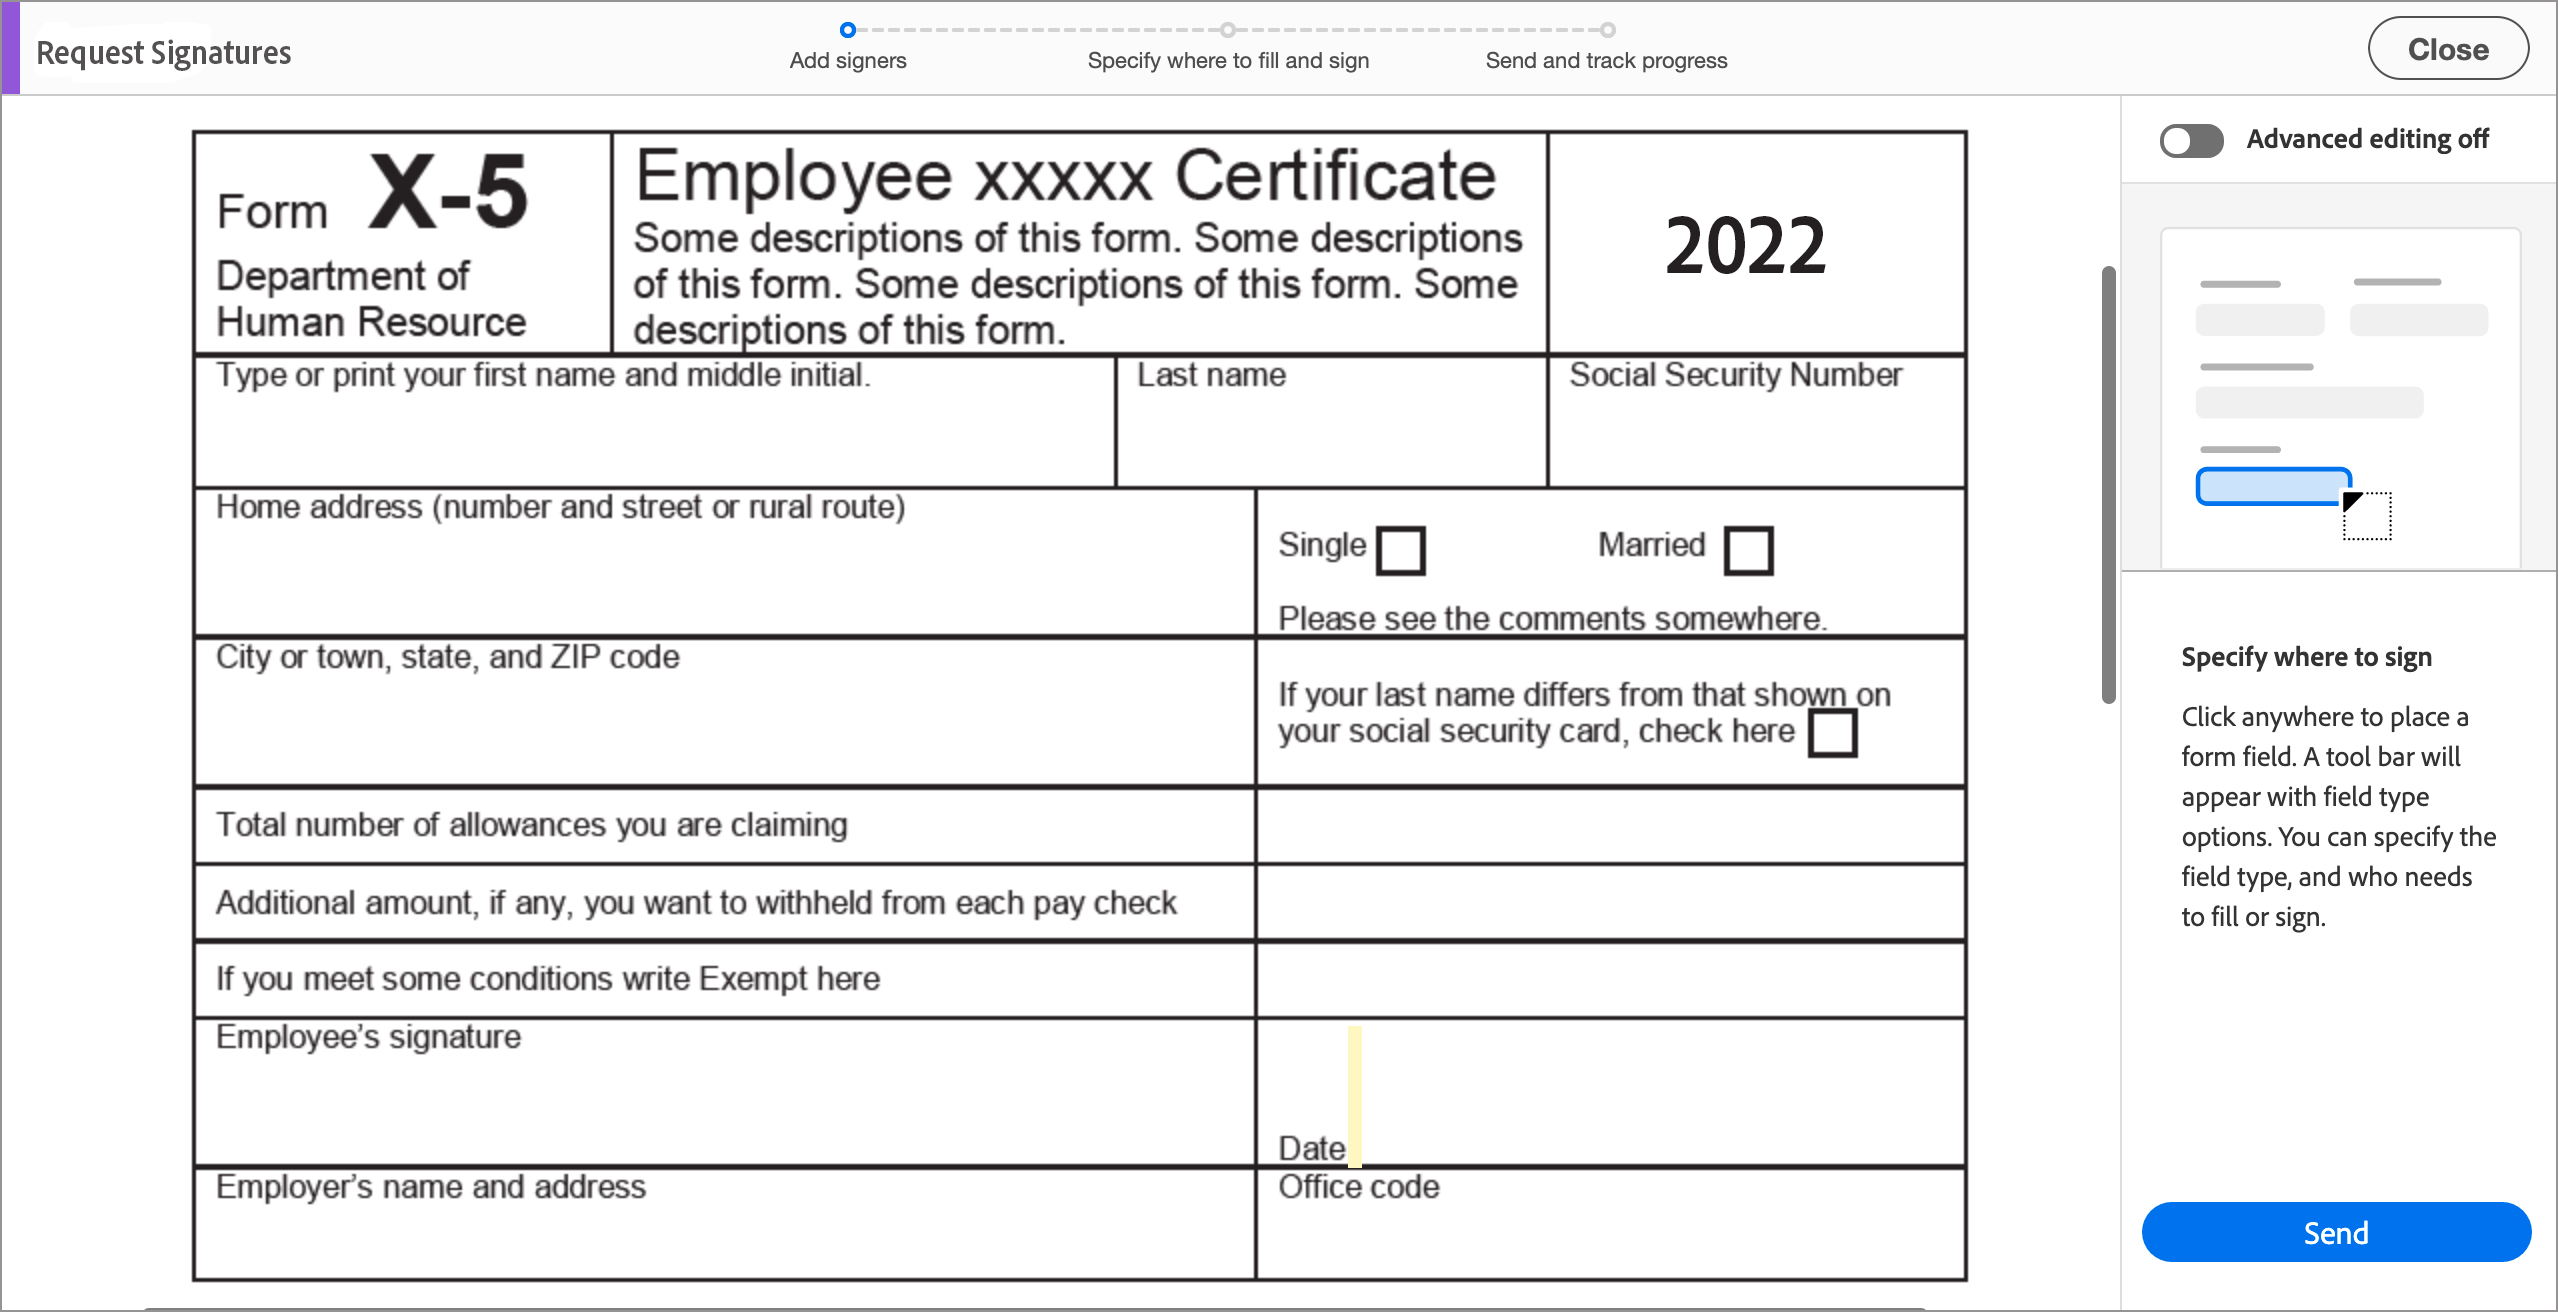 Request Signatures
Add signers
Specify where to fill and sign
Send and track progress
Close
Form X-5
Department of
Human Resource
Employee xxxxx Certificate
Some descriptions of this form. Some descriptions
of this form. Some descriptions of this form. Some
descriptions of this form.
2022
Type or print your first name and middle initial.
Last name
Social Security Number
Home address (number and street or rural route)
Single
Married
Please see the comments somewhere.
City or town, state, and ZIP code
If your last name differs from that shown on
your social security card, check here
Total number of allowances you are claiming
Additional amount, if any, you want to withheld from each pay check
If you meet some conditions write Exempt here
Employee’s signature
Date
Employer’s name and address
Office code
Advanced editing off
Specify where to sign
Click anywhere to place a
form field. A tool bar will
appear with field type
options. You can specify the
field type, and who needs
to fill or sign.
Send